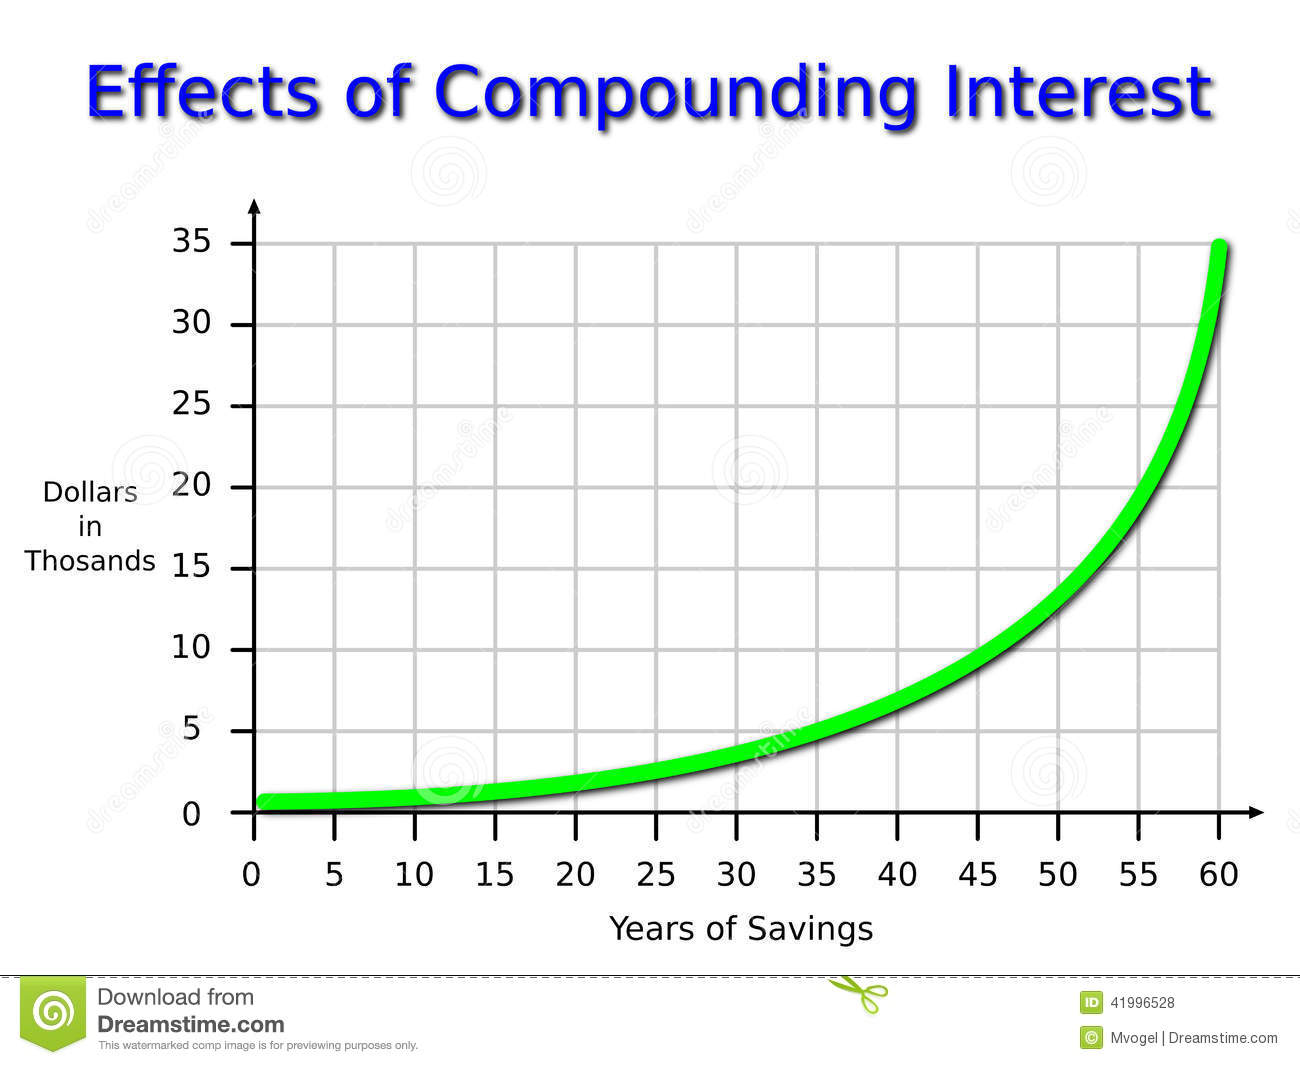 Effects of Compounding Interest
35
30
25
20
15
10
5
0
Dollars
in
Thosands
0 5 10 15 20 25 30 35 40 45 50 55 60
Years of Savings
dreamstime
Download from
Dreamstime.com
This watermarked comp image is for previewing purposes only.
ID 41996528
© Mvogel | Dreamstime.com